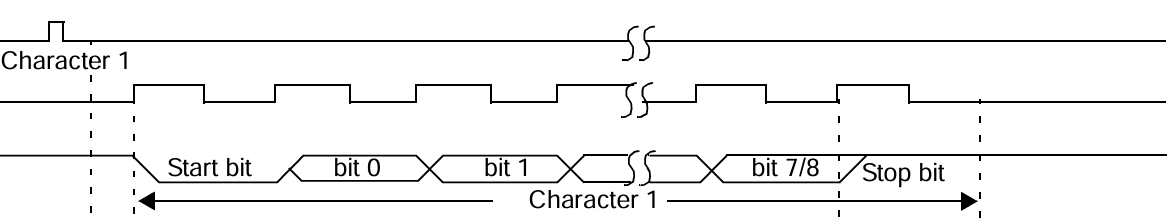 Character 1
Start bit
bit 0
bit 1
bit 7/8
Stop bit
Character 1